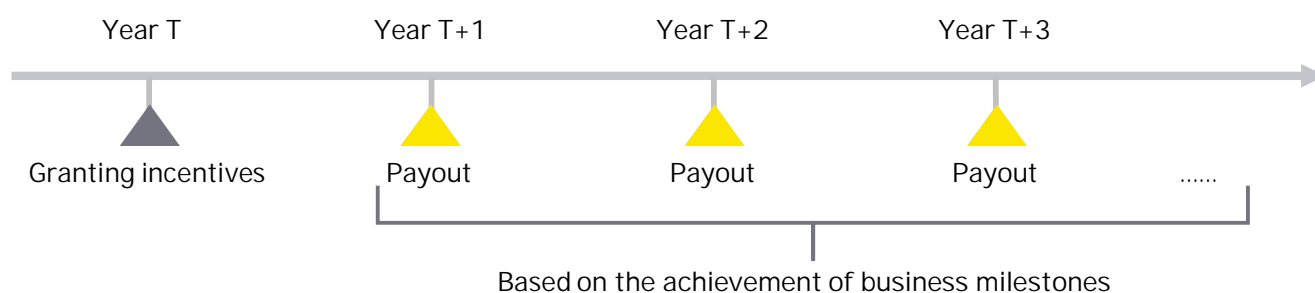 Year T Year T+1 Year T+2 Year T+3
Granting incentives Payout Payout Payout ......
Based on the achievement of business milestones